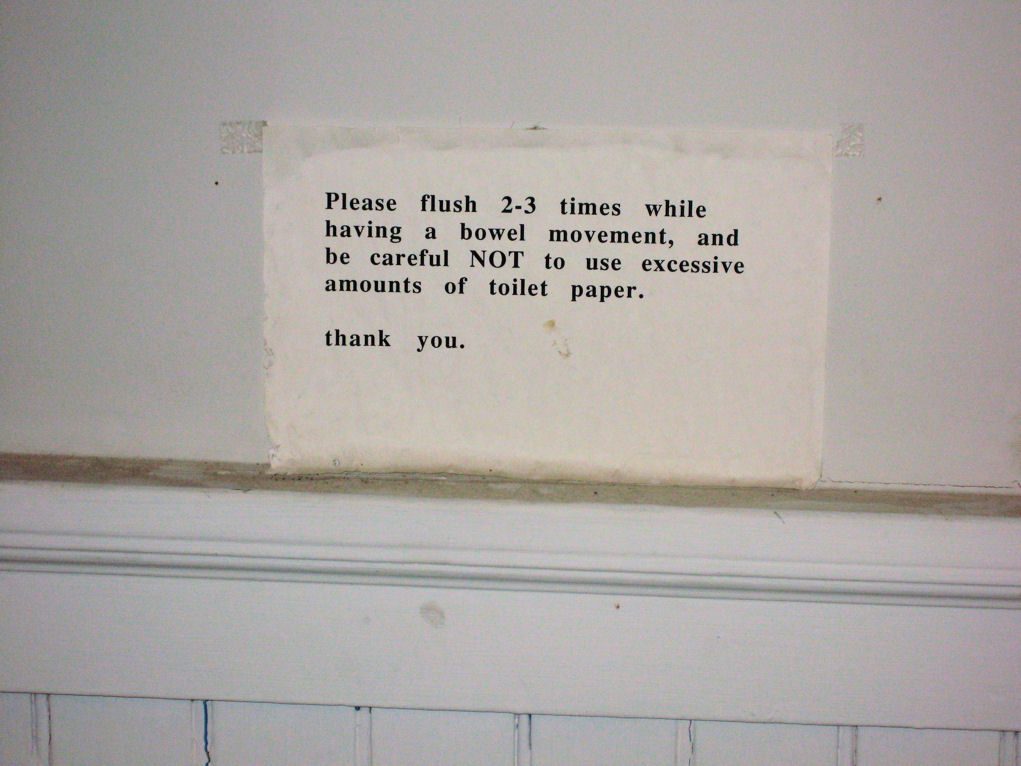 Please flush 2-3 times while
having a bowel movement, and
be careful NOT to use excessive
amounts of toilet paper.
thank you.